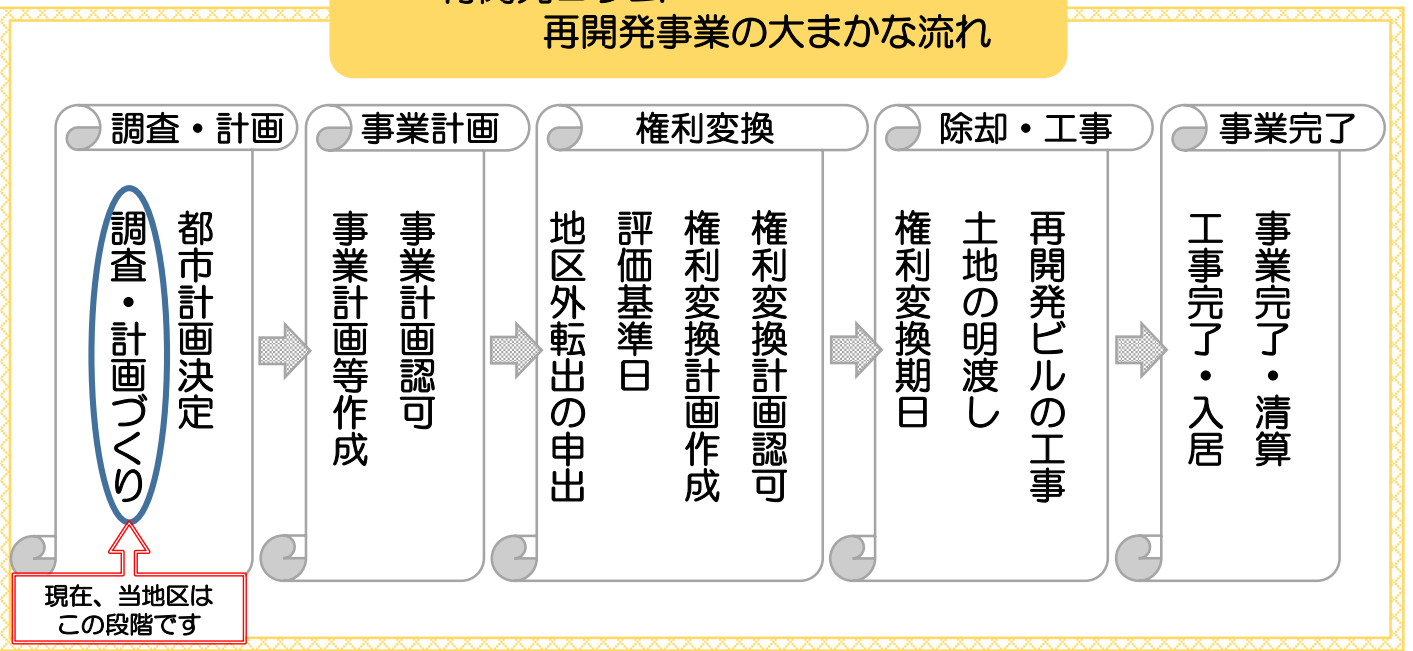 再開発事業の大まかな流れ
調査・計画
調査・計画づくり
都市計画決定
事業計画
事業計画等作成
事業計画認可
権利変換
地区外転出の申出
評価基準日
権利変換計画作成
権利変換計画認可
除却・工事
権利変換期日
土地の明渡し
再開発ビルの工事
事業完了
工事完了・入居
事業完了・清算
現在、当地区は
この段階です